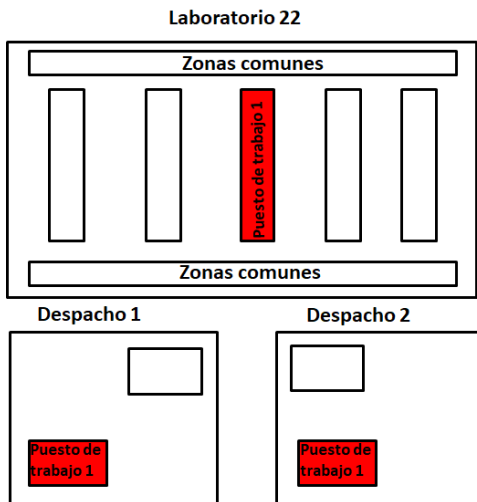 Laboratorio 22
Zonas comunes
Puesto de trabajo 1
Zonas comunes
Despacho 1
Despacho 2
Puesto de
trabajo 1
Puesto de
trabajo 1